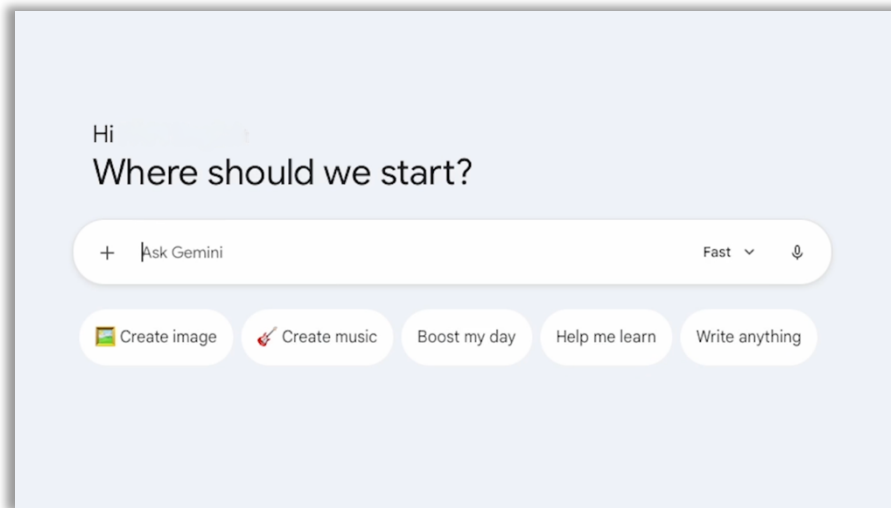 Hi
Where should we start?
Ask Gemini
Fast
Create image
Create music
Boost my day
Help me learn
Write anything